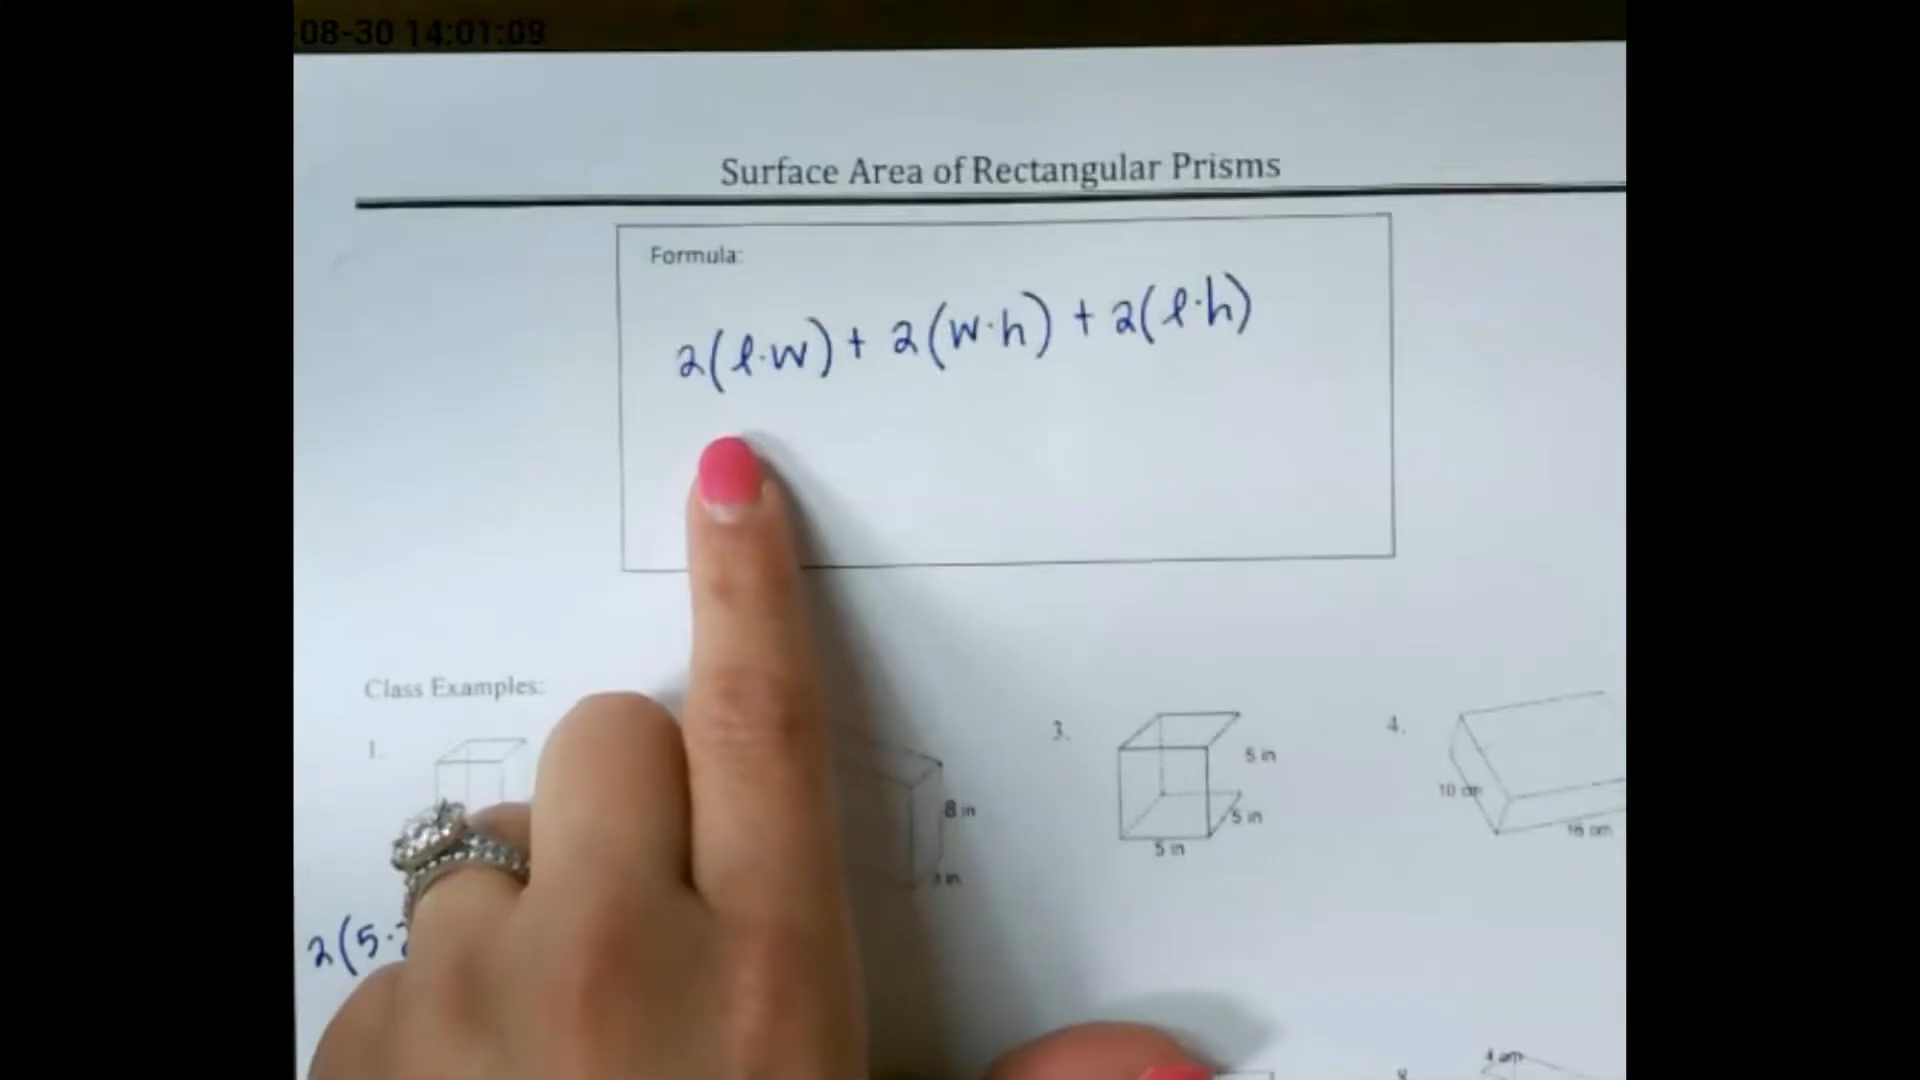 -08-30 14:01:09
Surface Area of Rectangular Prisms
Formula:
2(l·w) + 2(w·h) + 2(l·h)
Class Examples:
1.
3.
4.
8 in
5 in
5 in
5 in
10 cm
2(5·
4 cm